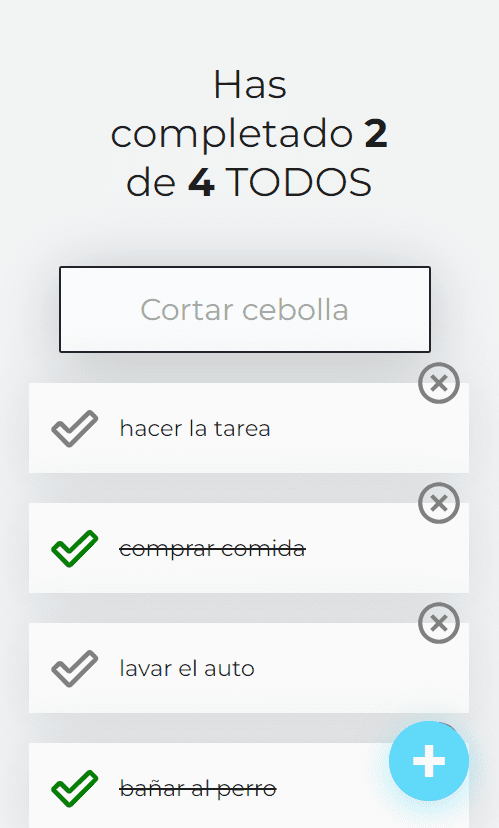 Has
completado 2
de 4 TODOS
Cortar cebolla
hacer la tarea
comprar comida
lavar el auto
bañar al perro